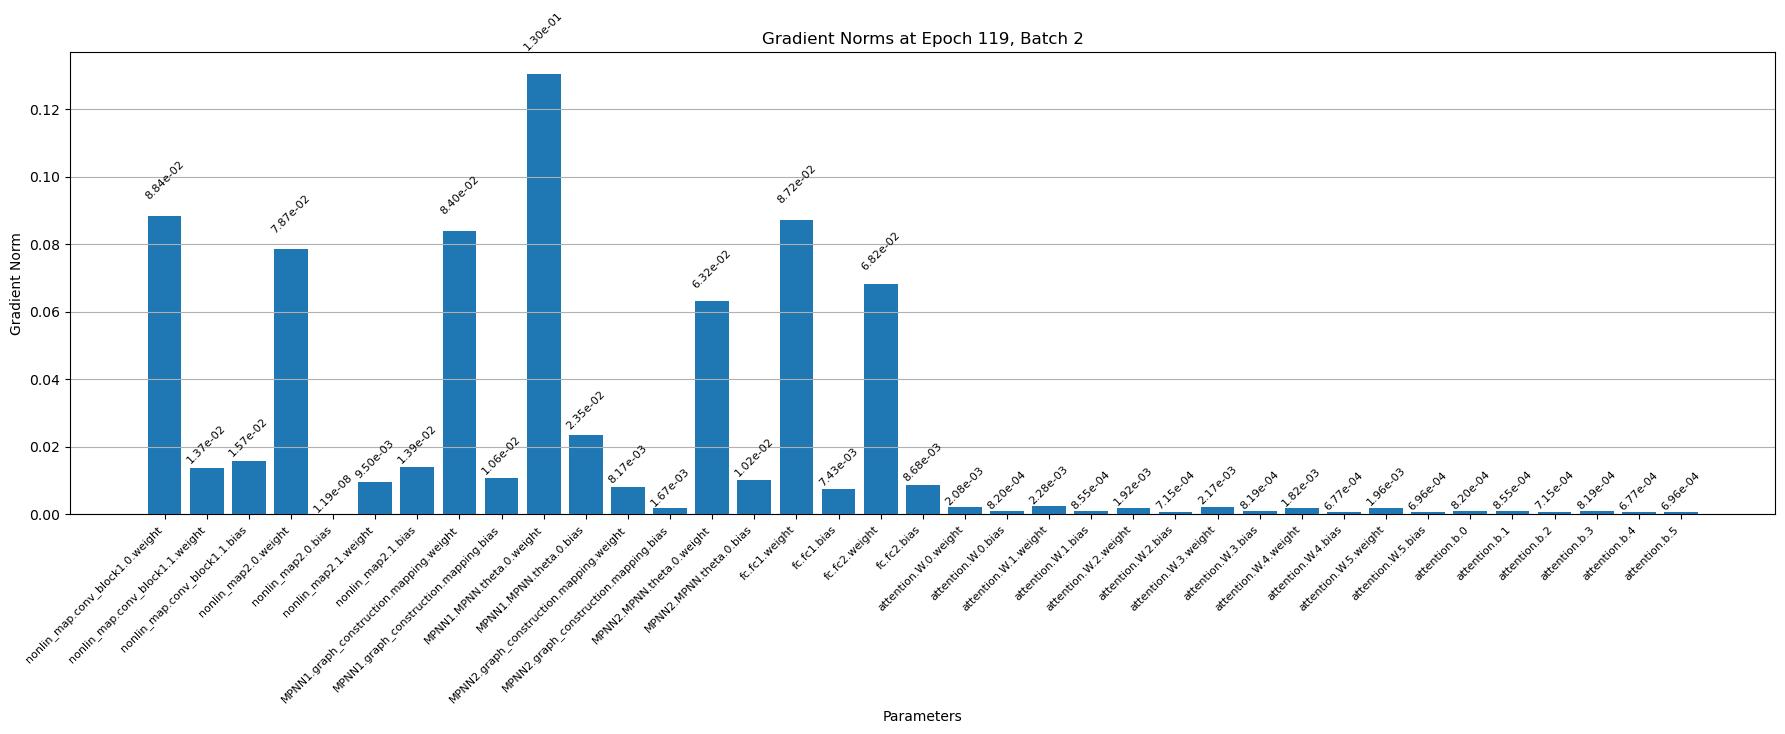 Gradient Norms at Epoch 119, Batch 2
Gradient Norm
0.12
0.10
0.08
0.06
0.04
0.02
0.00
8.84e-02
1.37e-02
1.57e-02
7.87e-02
1.19e-08
9.50e-03
1.39e-02
8.40e-02
1.06e-02
1.30e-01
2.35e-02
8.17e-03
1.67e-03
6.32e-02
1.02e-02
8.72e-02
7.43e-03
6.82e-02
8.68e-03
2.08e-03
8.20e-04
2.28e-03
8.55e-04
1.92e-03
7.15e-04
2.17e-03
8.19e-04
1.82e-03
6.77e-04
1.96e-03
6.96e-04
8.20e-04
8.55e-04
7.15e-04
8.19e-04
6.77e-04
6.96e-04
nonlin_map.conv_block1.0.weight
nonlin_map.conv_block1.1.weight
nonlin_map.conv_block1.1.bias
nonlin_map2.0.weight
nonlin_map2.0.bias
nonlin_map2.1.weight
nonlin_map2.1.bias
MPNN1.graph_construction.mapping.weight
MPNN1.graph_construction.mapping.bias
MPNN1.MPNN.theta.0.weight
MPNN1.MPNN.theta.0.bias
MPNN2.graph_construction.mapping.weight
MPNN2.graph_construction.mapping.bias
MPNN2.MPNN.theta.0.weight
MPNN2.MPNN.theta.0.bias
fc.fc1.weight
fc.fc1.bias
fc.fc2.weight
fc.fc2.bias
attention.W.0.weight
attention.W.0.bias
attention.W.1.weight
attention.W.1.bias
attention.W.2.weight
attention.W.2.bias
attention.W.3.weight
attention.W.3.bias
attention.W.4.weight
attention.W.4.bias
attention.W.5.weight
attention.W.5.bias
attention.b.0
attention.b.1
attention.b.2
attention.b.3
attention.b.4
attention.b.5
Parameters